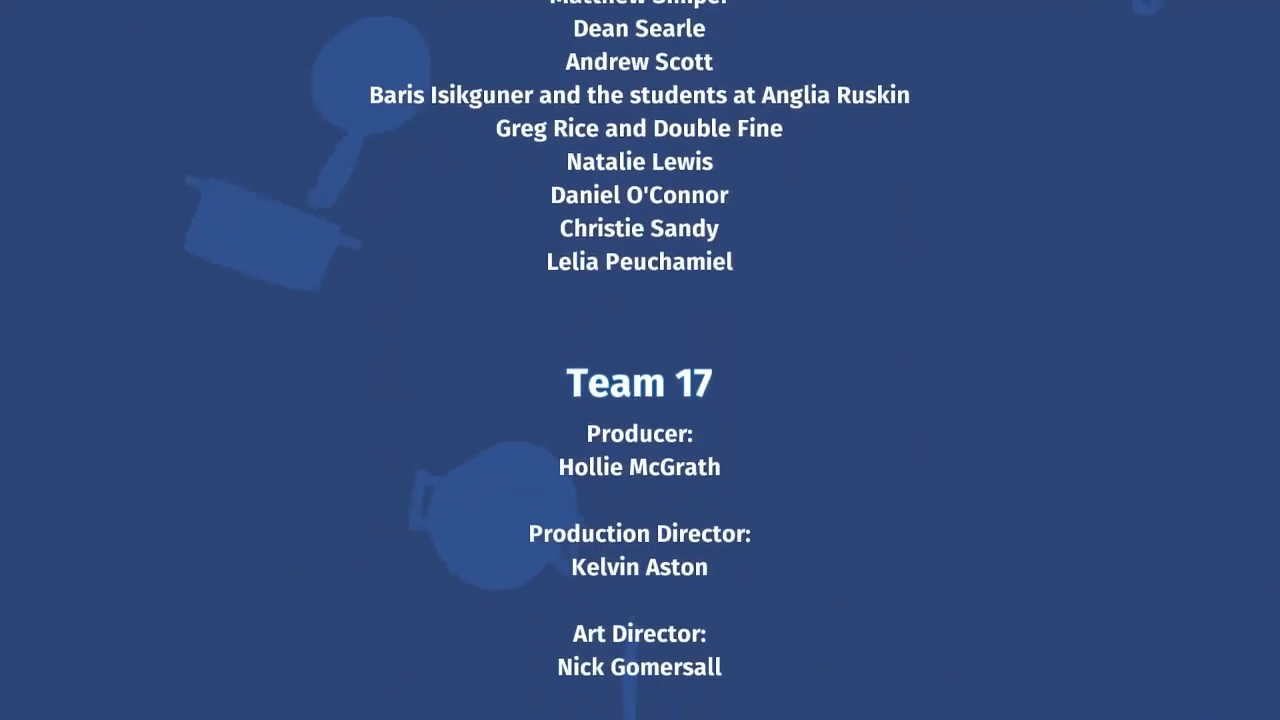 Dean Searle
Andrew Scott
Baris Isikguner and the students at Anglia Ruskin
Greg Rice and Double Fine
Natalie Lewis
Daniel O'Connor
Christie Sandy
Lelia Peuchamiel
Team 17
Producer:
Hollie McGrath
Production Director:
Kelvin Aston
Art Director:
Nick Gomersall